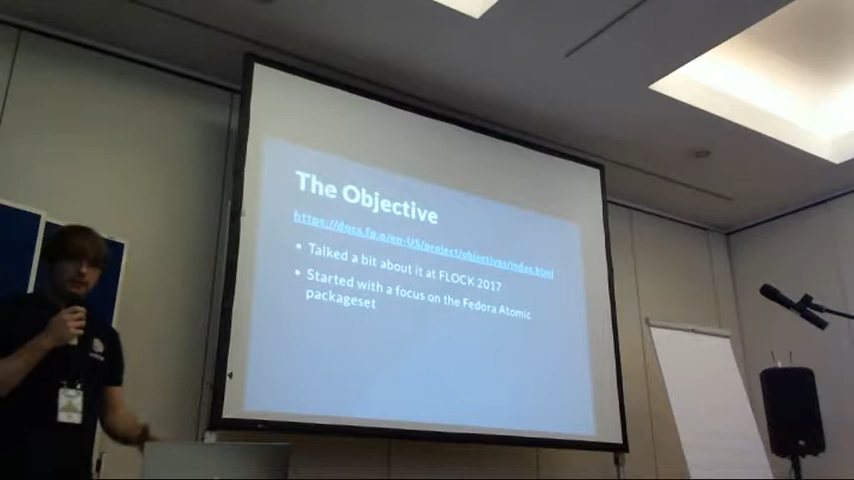 The Objective
https://docs.fp.o/en-US/project/objectives/index.html
• Talked a bit about it at FLOCK 2017
• Started with a focus on the Fedora Atomic
packageset